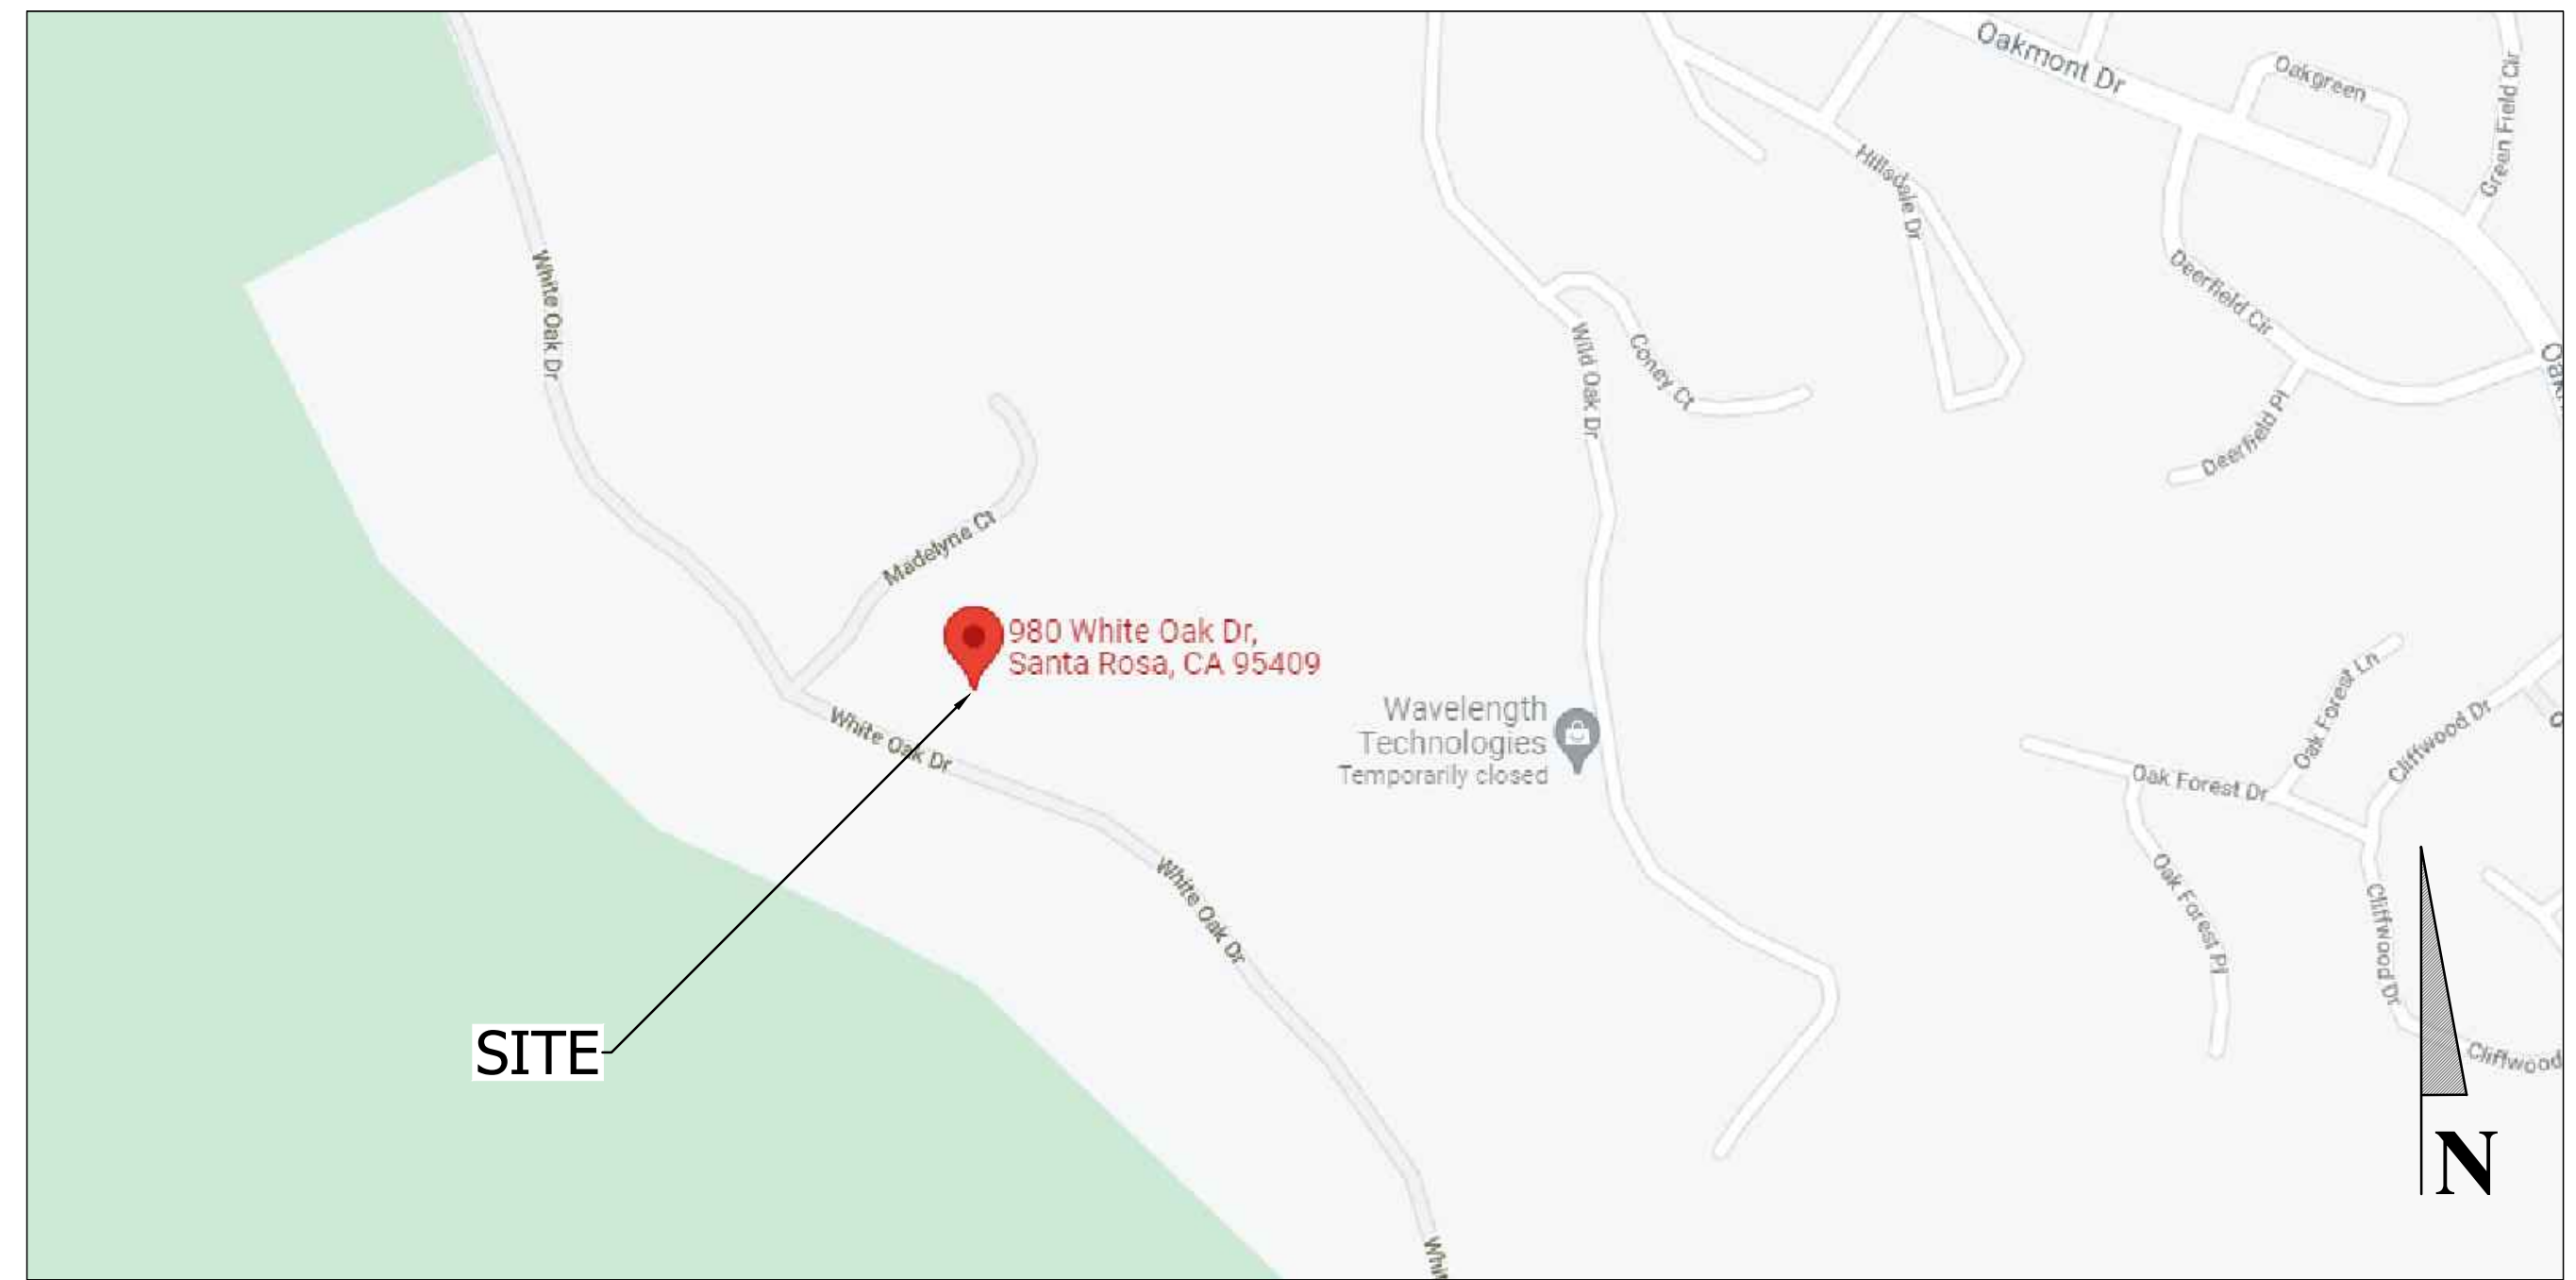 Oakmont Dr
Oakgreen
Green Field Cir
Hillsdale Dr
White Oak Dr
Deerfield Cir
Wild Oak Dr
Coney Ct
Deerfield Pl
Madelyne Ct
980 White Oak Dr,
Santa Rosa, CA 95409
Oak Forest Ln
Wavelength
Technologies
Temporarily closed
White Oak Dr
Cliffwood Dr
Oak Forest Dr
White Oak Dr
Oak Forest Pl
Cliffwood Dr
SITE
Cliffwood
N
Whit